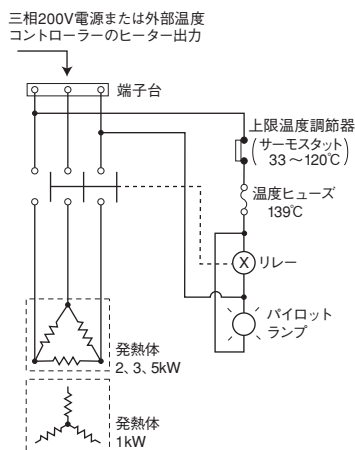 三相200V電源または外部温度
コントローラーのヒーター出力
端子台
上限温度調節器
(サーモスタット
33〜120℃)
温度ヒューズ
139℃
X
リレー
パイロット
ランプ
発熱体
2、3、5kW
発熱体
1kW